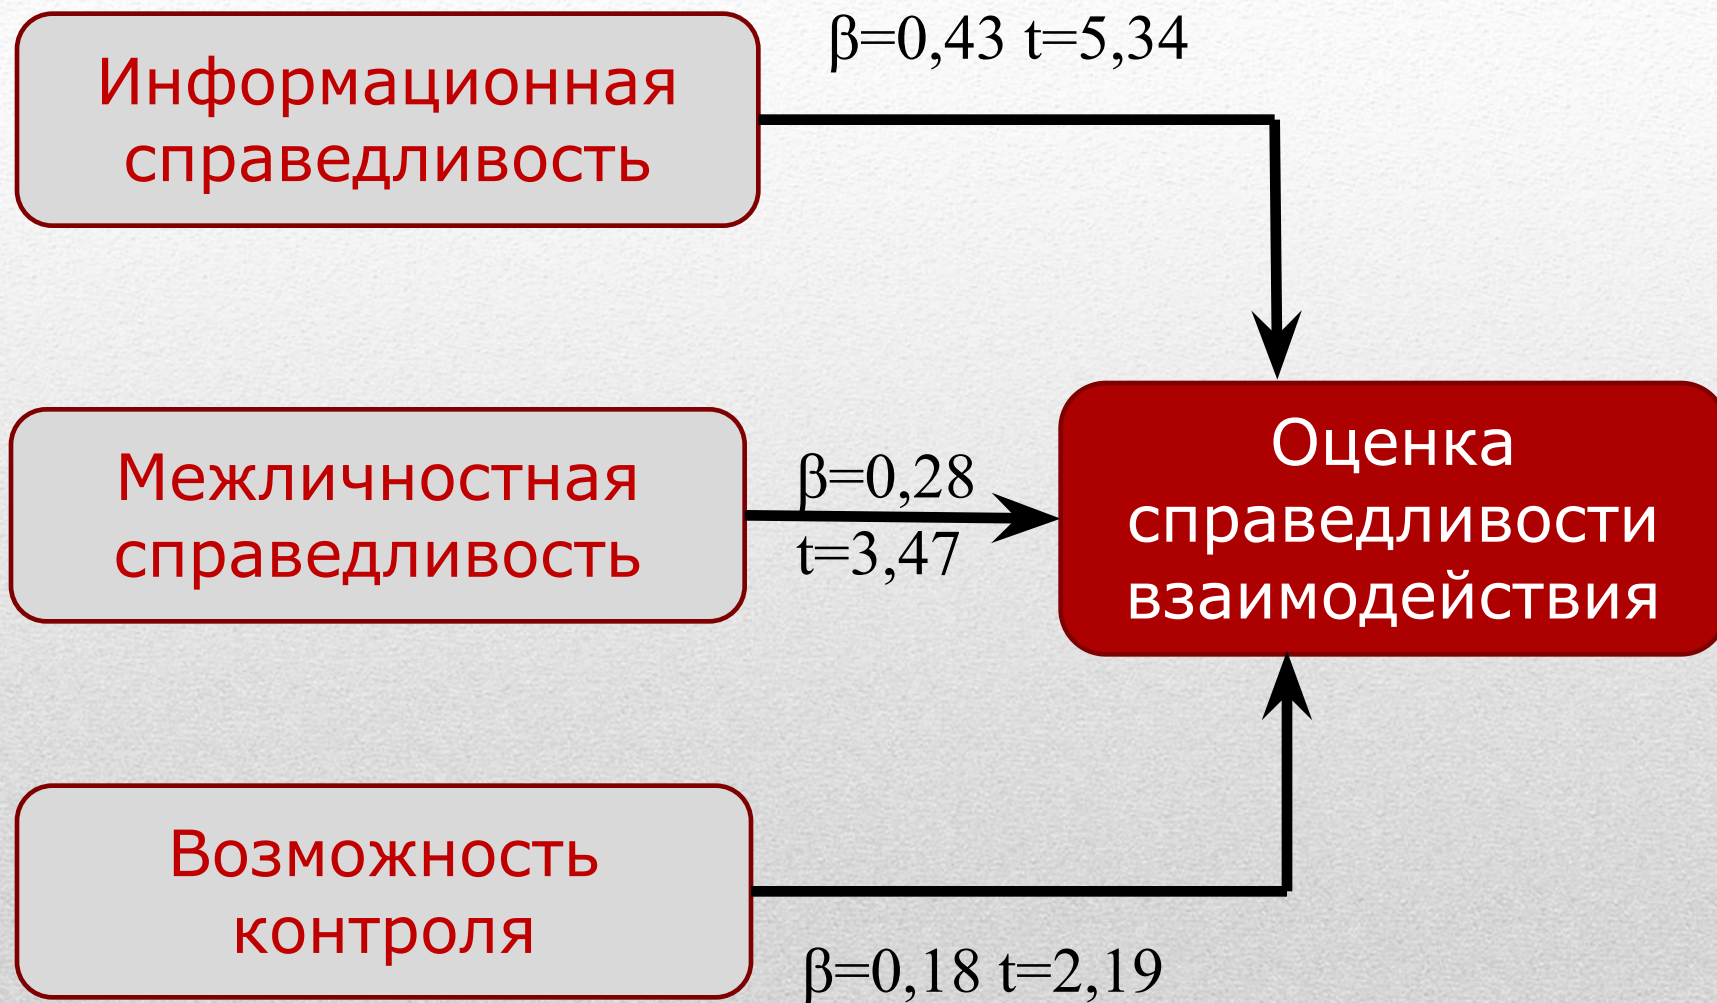 β=0,43 t=5,34
Информационная
справедливость
Межличностная
справедливость
β=0,28
t=3,47
Оценка
справедливости
взаимодействия
Возможность
контроля
β=0,18 t=2,19